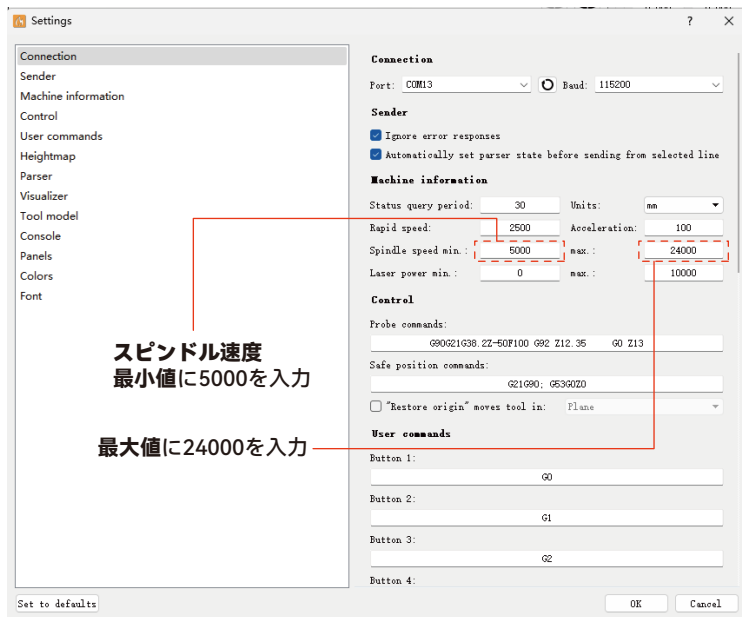 Settings
? ×
Connection
Sender
Machine information
Control
User commands
Heightmap
Parser
Visualizer
Tool model
Console
Panels
Colors
Font
Connection
Port: COM13 Baud: 115200
Sender
Ignore error responses
Automatically set parser state before sending from selected line
Machine information
Status query period: 30 Units: mm
Rapid speed: 2500 Acceleration: 100
Spindle speed min.: 5000 max.: 24000
Laser power min.: 0 max.: 10000
Control
Probe commands:
G90G21G38.2Z-50F100 G92 Z12.35 G0 Z13
Safe position commands:
G21G90; G53G0Z0
"Restore origin" moves tool in: Plane
User commands
Button 1:
G0
Button 2:
G1
Button 3:
G2
Button 4:
スピンドル速度
最小値に5000を入力
最大値に24000を入力
Set to defaults
OK Cancel